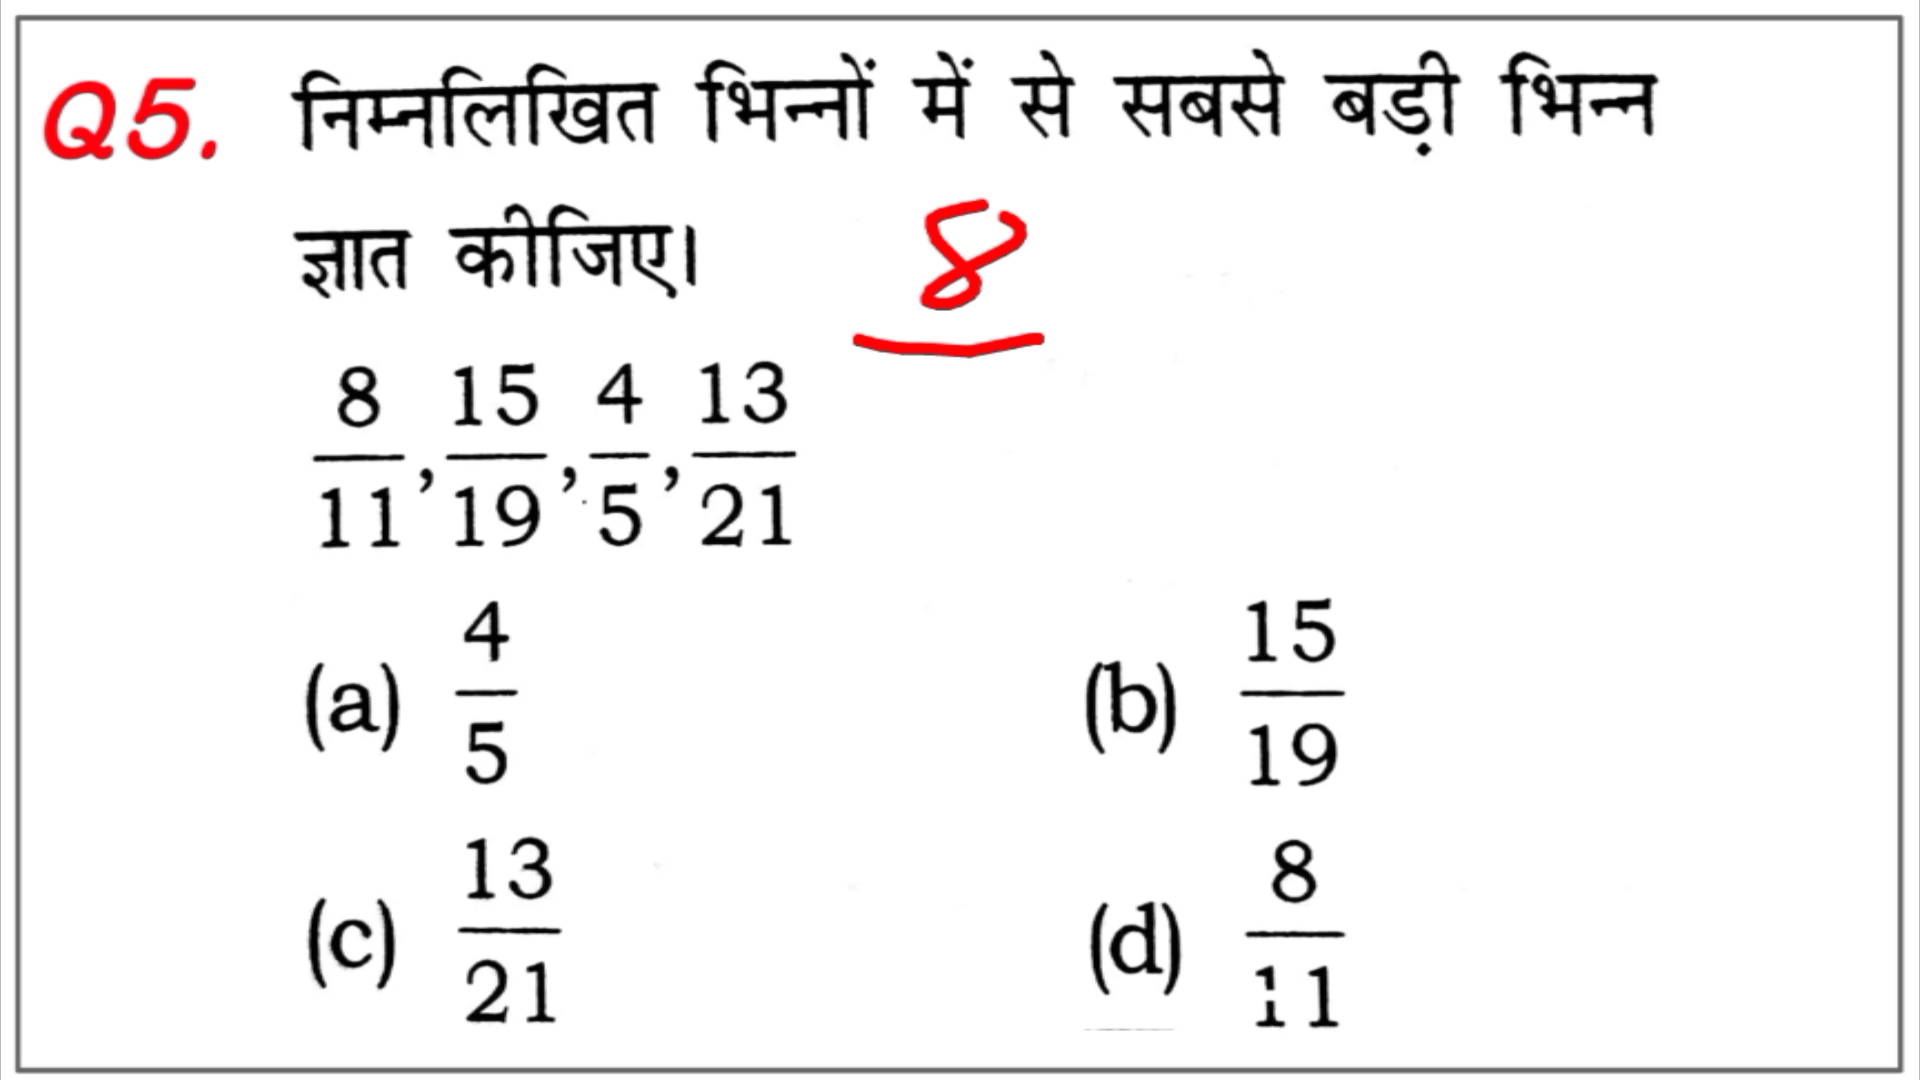 Q5. निम्नलिखित भिन्नों में से सबसे बड़ी भिन्न
ज्ञात कीजिए। 8
8/11, 15/19, 4/5, 13/21
(a) 4/5 (b) 15/19
(c) 13/21 (d) 8/11